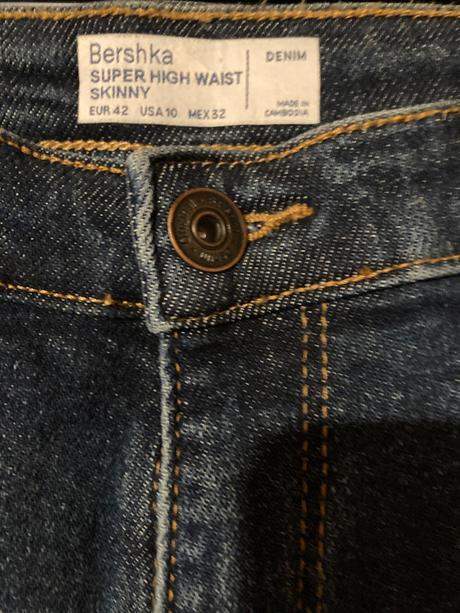 Bershka
SUPER HIGH WAIST
SKINNY
EUR 42 USA 10 MEX 32
DENIM
MADE IN
CAMBODIA